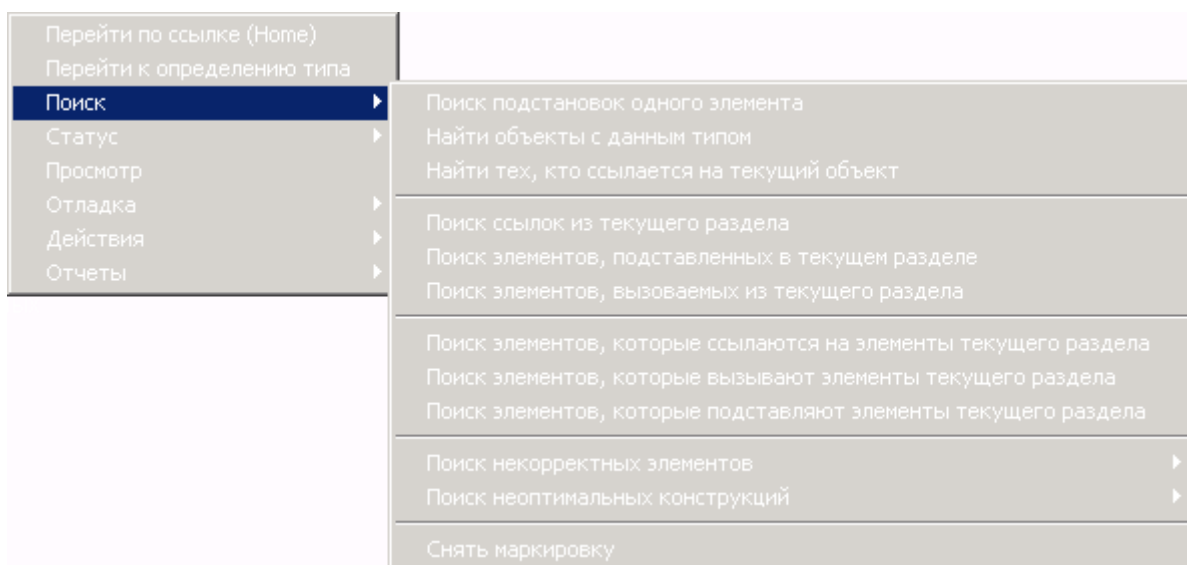 Перейти по ссылке (Home)
Перейти к определению типа
Поиск
Статус
Просмотр
Отладка
Действия
Отчеты
Поиск подстановок одного элемента
Найти объекты с данным типом
Найти тех, кто ссылается на текущий объект
Поиск ссылок из текущего раздела
Поиск элементов, подставленных в текущем разделе
Поиск элементов, вызоваемых из текущего раздела
Поиск элементов, которые ссылаются на элементы текущего раздела
Поиск элементов, которые вызывают элементы текущего раздела
Поиск элементов, которые подставляют элементы текущего раздела
Поиск некорректных элементов
Поиск неоптимальных конструкций
Снять маркировку